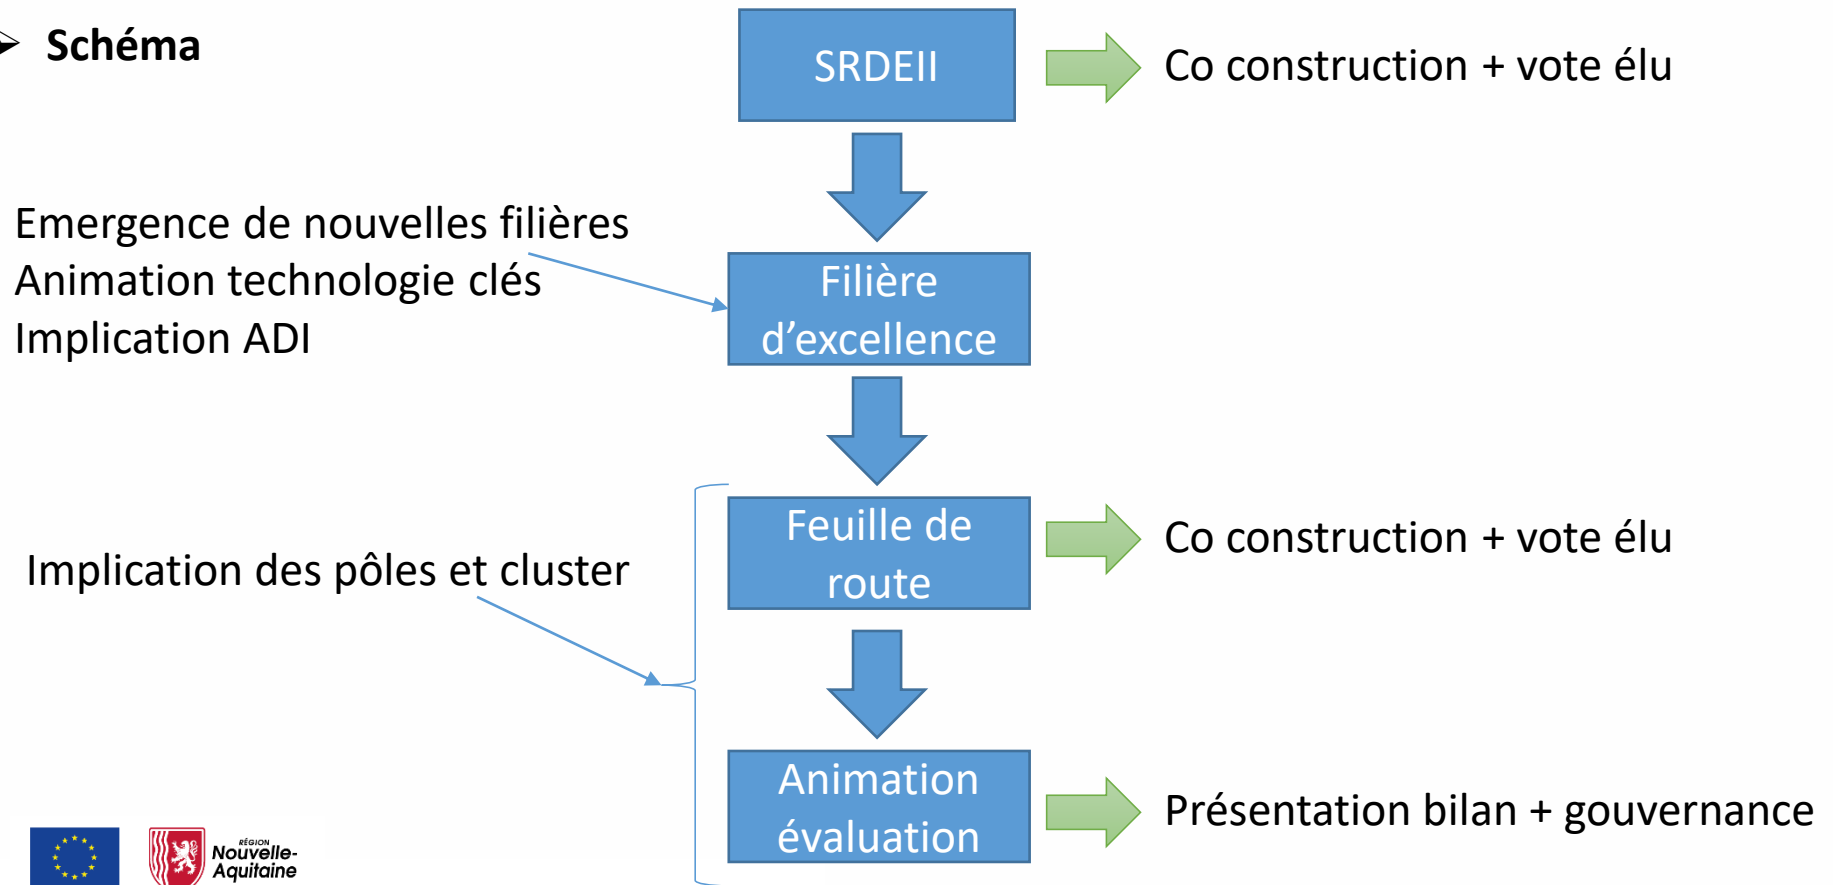 Schéma
SRDEII
Co construction + vote élu
Emergence de nouvelles filières
Animation technologie clés
Implication ADI
Filière
d’excellence
Feuille de
route
Co construction + vote élu
Implication des pôles et cluster
Animation
évaluation
Présentation bilan + gouvernance
RÉGION
Nouvelle-
Aquitaine